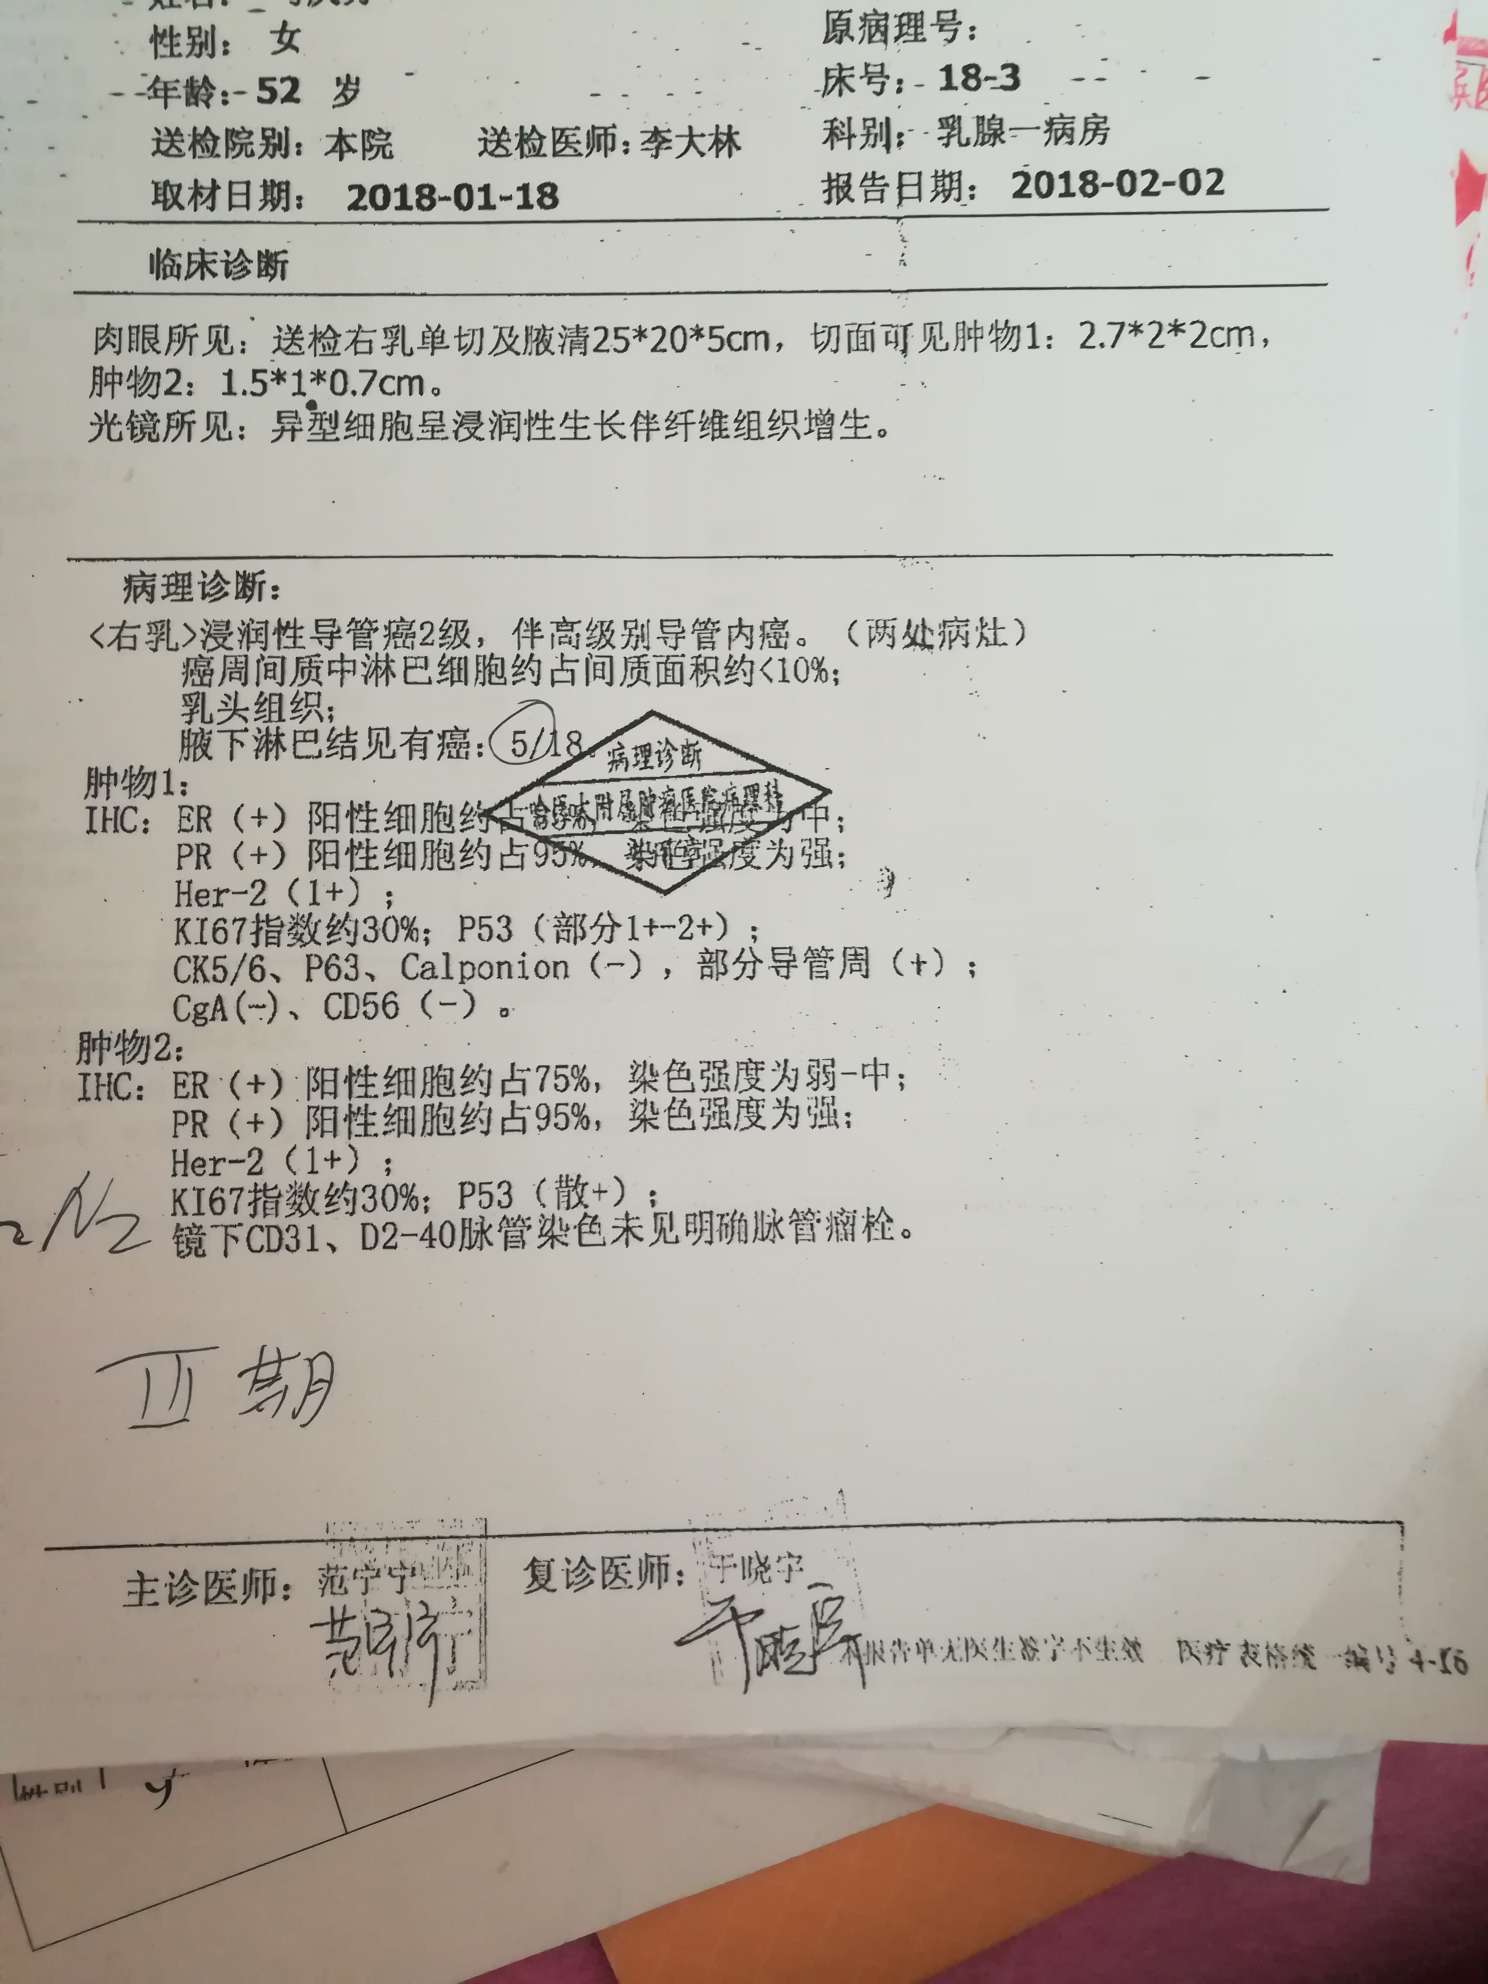 性别： 女
原病理号：
年龄： 52 岁
床号： 18-3
送检院别：本院 送检医师：李大林
科别： 乳腺一病房
取材日期： 2018-01-18
报告日期： 2018-02-02
临床诊断
肉眼所见：送检右乳单切及腋清25*20*5cm，切面可见肿物1：2.7*2*2cm，
肿物2：1.5*1*0.7cm。
光镜所见：异型细胞呈浸润性生长伴纤维组织增生。
病理诊断：
<右乳>浸润性导管癌2级，伴高级别导管内癌。（两处病灶）
癌周间质中淋巴细胞约占间质面积约<10%；
乳头组织；
腋下淋巴结见有癌：5/18。
病理诊断
肿物1：
IHC：ER（+）阳性细胞约占 染色强度为中；
PR（+）阳性细胞约占95%，染色强度为强；
Her-2（1+）；
KI67指数约30%；P53（部分1+-2+）；
CK5/6、P63、Calponion（-），部分导管周（+）；
CgA(-)、CD56（-）。
肿物2：
IHC：ER（+）阳性细胞约占75%，染色强度为弱-中；
PR（+）阳性细胞约占95%，染色强度为强；
Her-2（1+）；
KI67指数约30%；P53（散+）；
N2
镜下CD31、D2-40脉管染色未见明确脉管瘤栓。
III期
主诊医师：范宁宁 复诊医师：于晓宇
本报告单无医生签字不生效 医疗表格统一编号 4-16